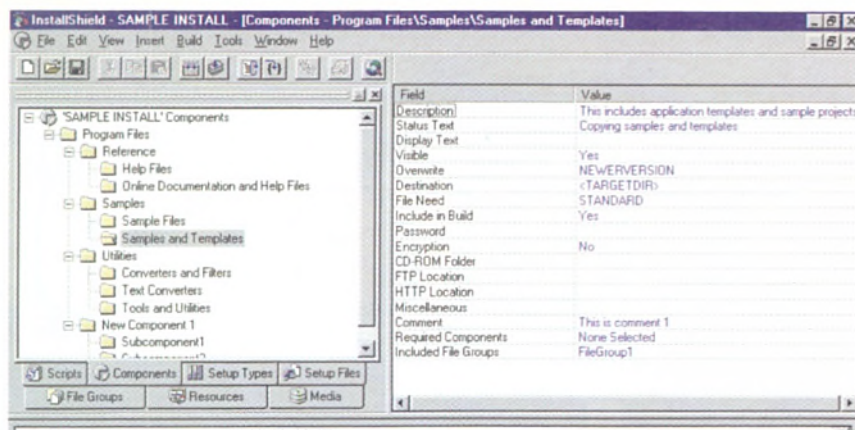 InstallShield - SAMPLE INSTALL - [Components - Program Files\Samples\Samples and Templates]
File Edit View Insert Build Tools Window Help
'SAMPLE INSTALL' Components
Program Files
Reference
Help Files
Online Documentation and Help Files
Samples
Sample Files
Samples and Templates
Utilities
Converters and Filters
Text Converters
Tools and Utilities
New Component 1
Subcomponent1
Scripts Components Setup Types Setup Files
File Groups Resources Media
Field Value
Description This includes application templates and sample projects
Status Text Copying samples and templates
Display Text
Visible Yes
Overwrite NEWERVERSION
Destination <TARGETDIR>
File Need STANDARD
Include in Build Yes
Password
Encryption No
CD-ROM Folder
FTP Location
HTTP Location
Miscellaneous
Comment This is comment 1
Required Components None Selected
Included File Groups FileGroup1